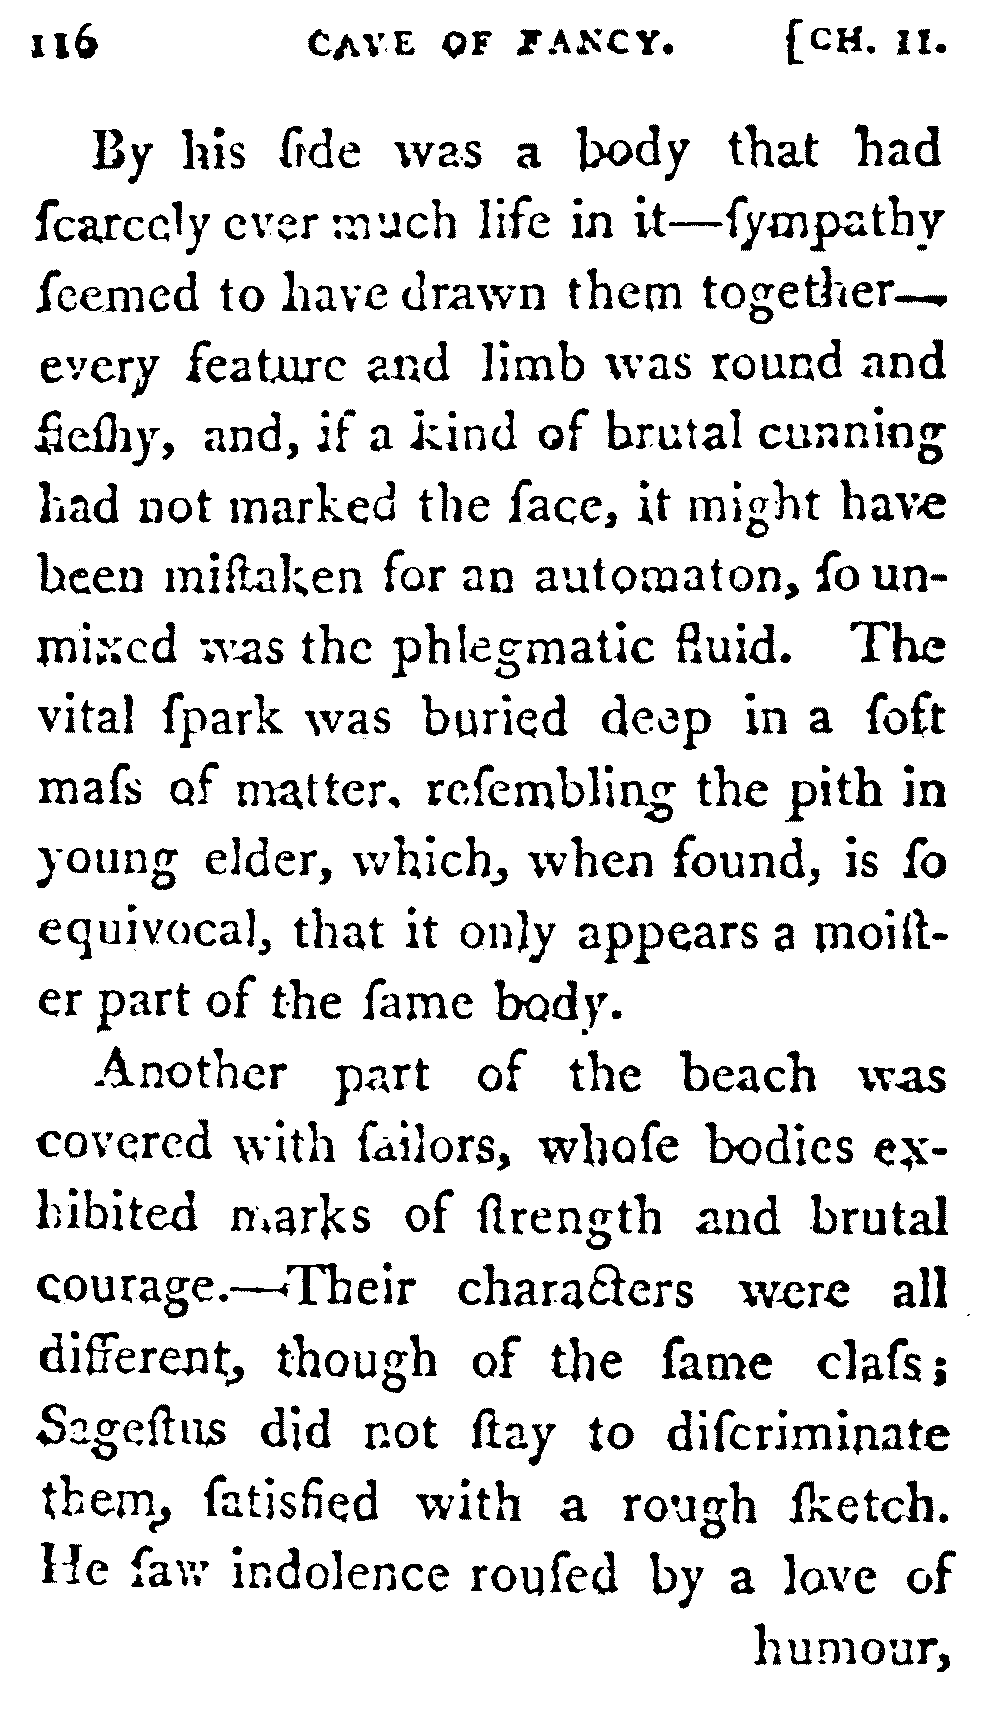 116 CAVE OF FANCY. [CH. II.
By his ſide was a body that had
ſcarcely ever much life in it—ſympathy
ſeemed to have drawn them together—
every feature and limb was round and
fleſhy, and, if a kind of brutal cunning
had not marked the face, it might have
been miſtaken for an automaton, ſo un-
mixed was the phlegmatic fluid. The
vital ſpark was buried deep in a ſoft
maſs of matter, reſembling the pith in
young elder, which, when found, is ſo
equivocal, that it only appears a moiſt-
er part of the ſame body.
Another part of the beach was
covered with ſailors, whoſe bodies ex-
hibited marks of ſtrength and brutal
courage.—Their characters were all
different, though of the ſame claſs;
Sageſtus did not ſtay to diſcriminate
them, ſatisfied with a rough ſketch.
He ſaw indolence rouſed by a love of
humour,